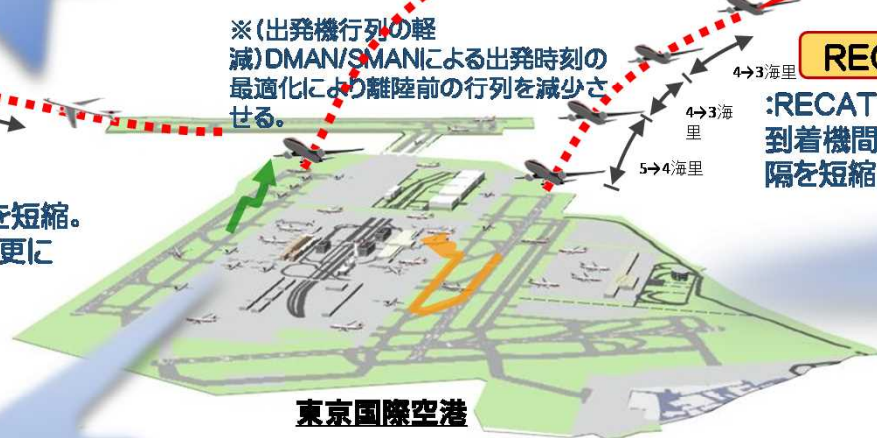 ※(出発機行列の軽
減)DMAN/SMANによる出発時刻の
最適化により離陸前の行列を減少さ
せる。
4→3海里
4→3海
里
5→4海里
REC
:RECAT
到着機間
隔を短縮
を短縮。
更に
東京国際空港